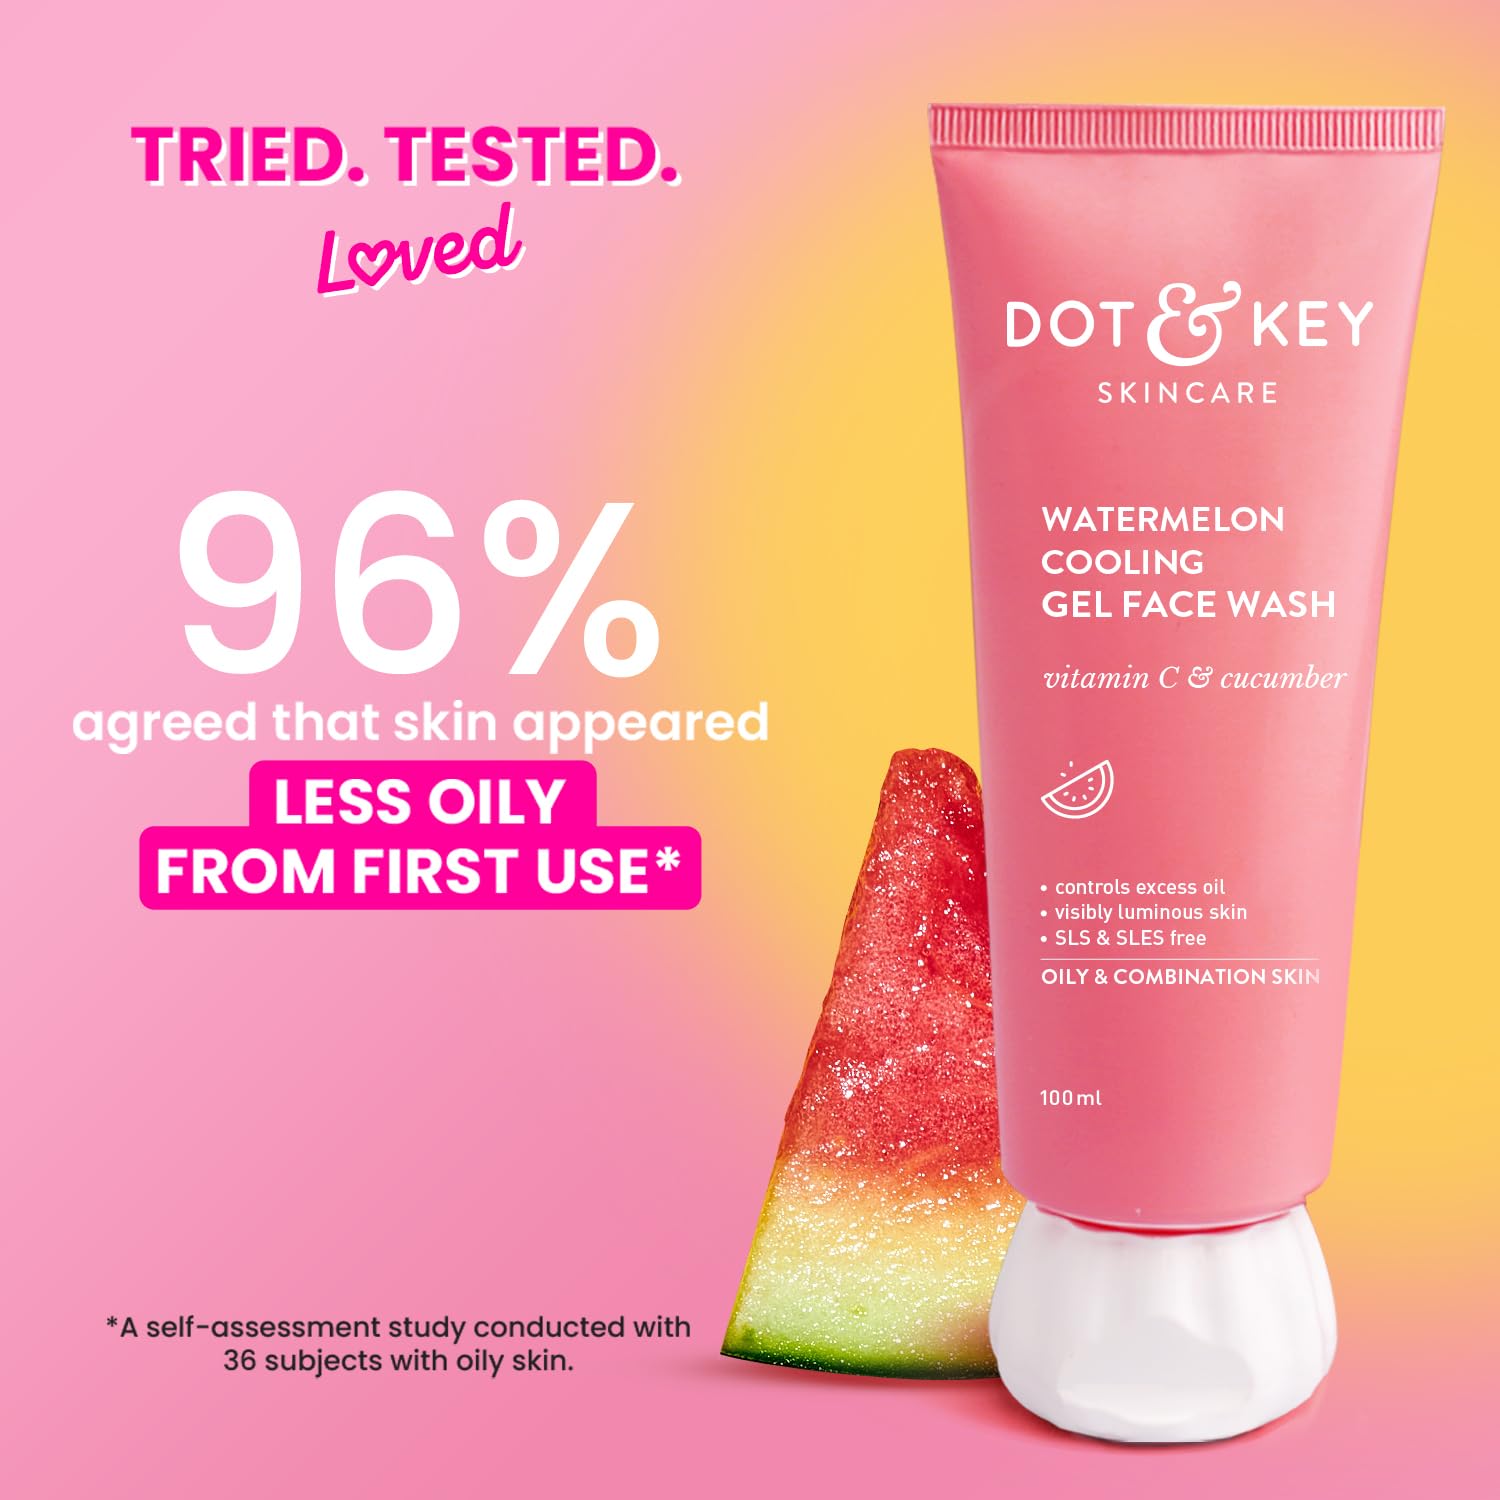 TRIED. TESTED.
Loved
96%
agreed that skin appeared
LESS OILY
FROM FIRST USE*
*A self-assessment study conducted with
36 subjects with oily skin.
DOT & KEY
SKINCARE
WATERMELON
COOLING
GEL FACE WASH
vitamin C & cucumber
• controls excess oil
• visibly luminous skin
• SLS & SLES free
OILY & COMBINATION SKIN
100ml